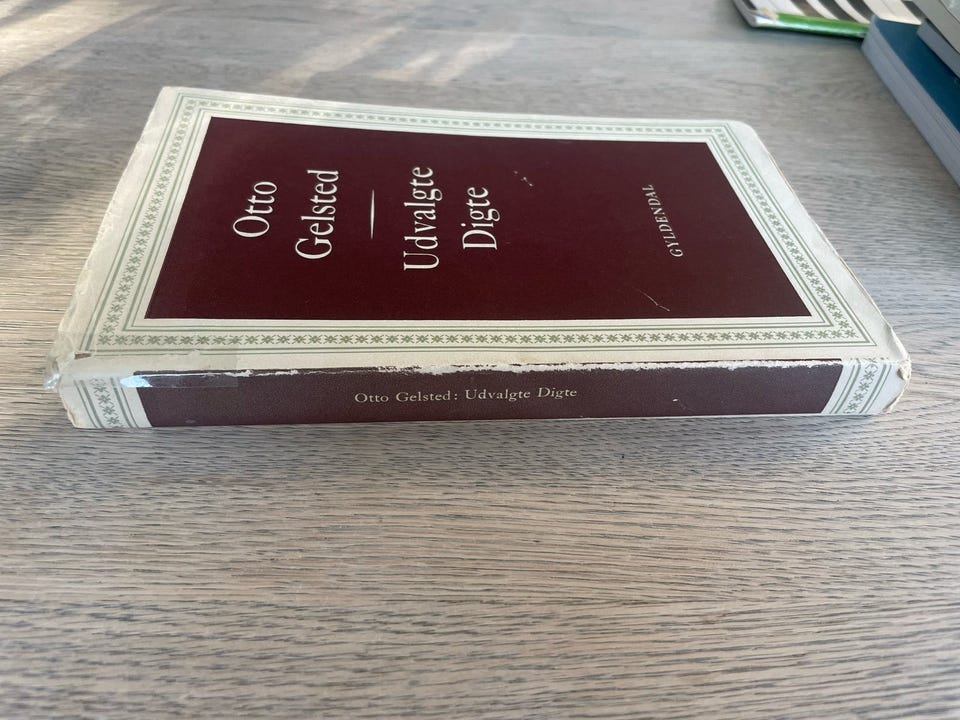 Otto
Gelsted
Udvalgte
Digte
GYLDENDAL
Otto Gelsted: Udvalgte Digte